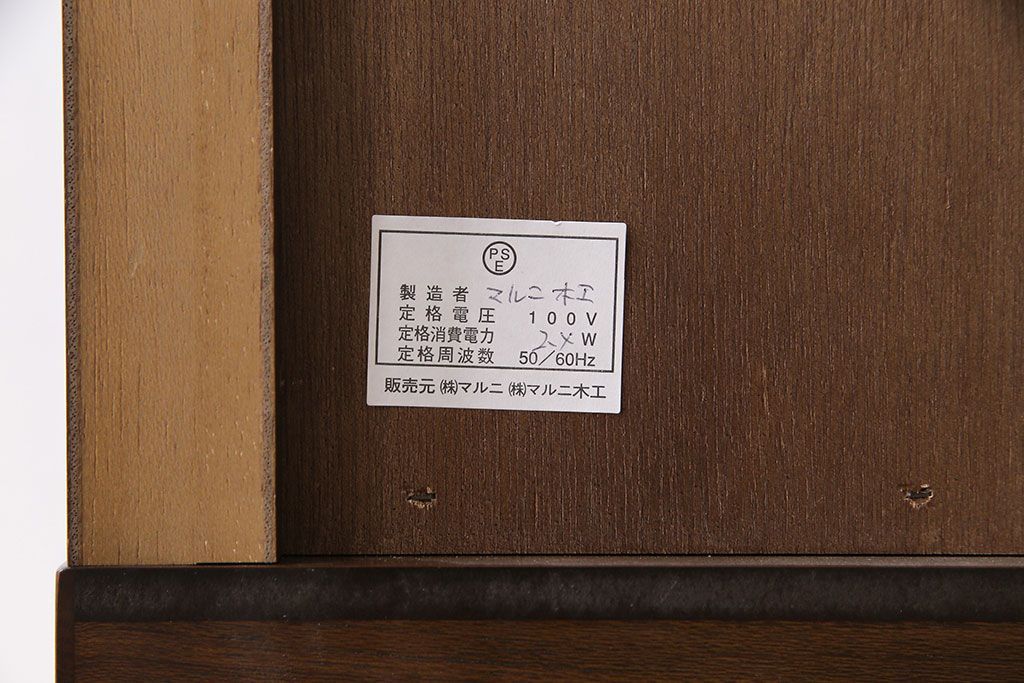 PS
E
製造者 マルニ木工
定格電圧 100V
定格消費電力 24 W
定格周波数 50/60Hz
販売元 ㈱マルニ ㈱マルニ木工